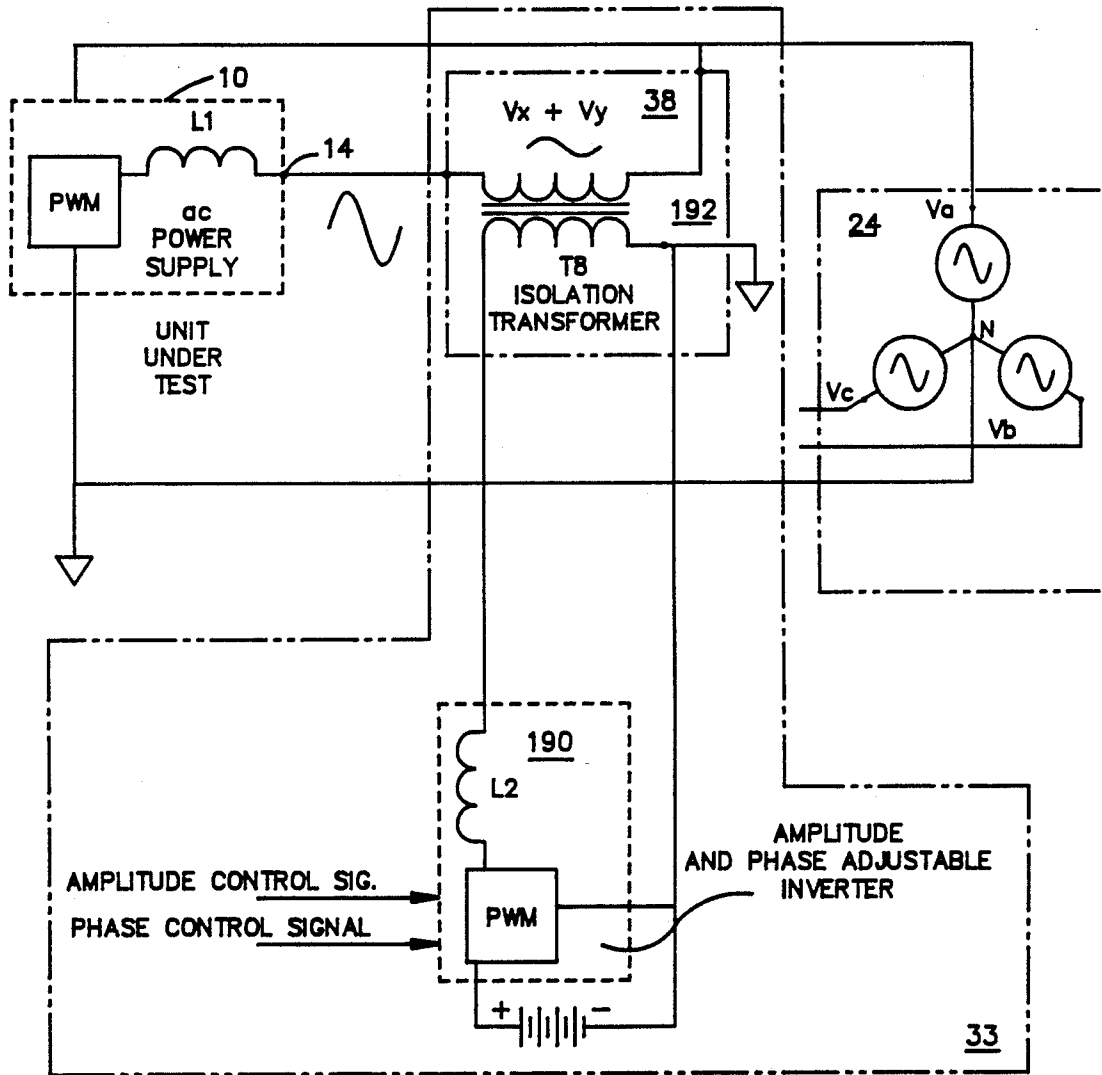 10
L1
14
PWM
ac
POWER
SUPPLY
UNIT
UNDER
TEST
Vx + Vy
38
192
T8
ISOLATION
TRANSFORMER
24
Va
N
Vc
Vb
190
L2
AMPLITUDE
AND PHASE ADJUSTABLE
INVERTER
AMPLITUDE CONTROL SIG.
PHASE CONTROL SIGNAL
PWM
+ −
33